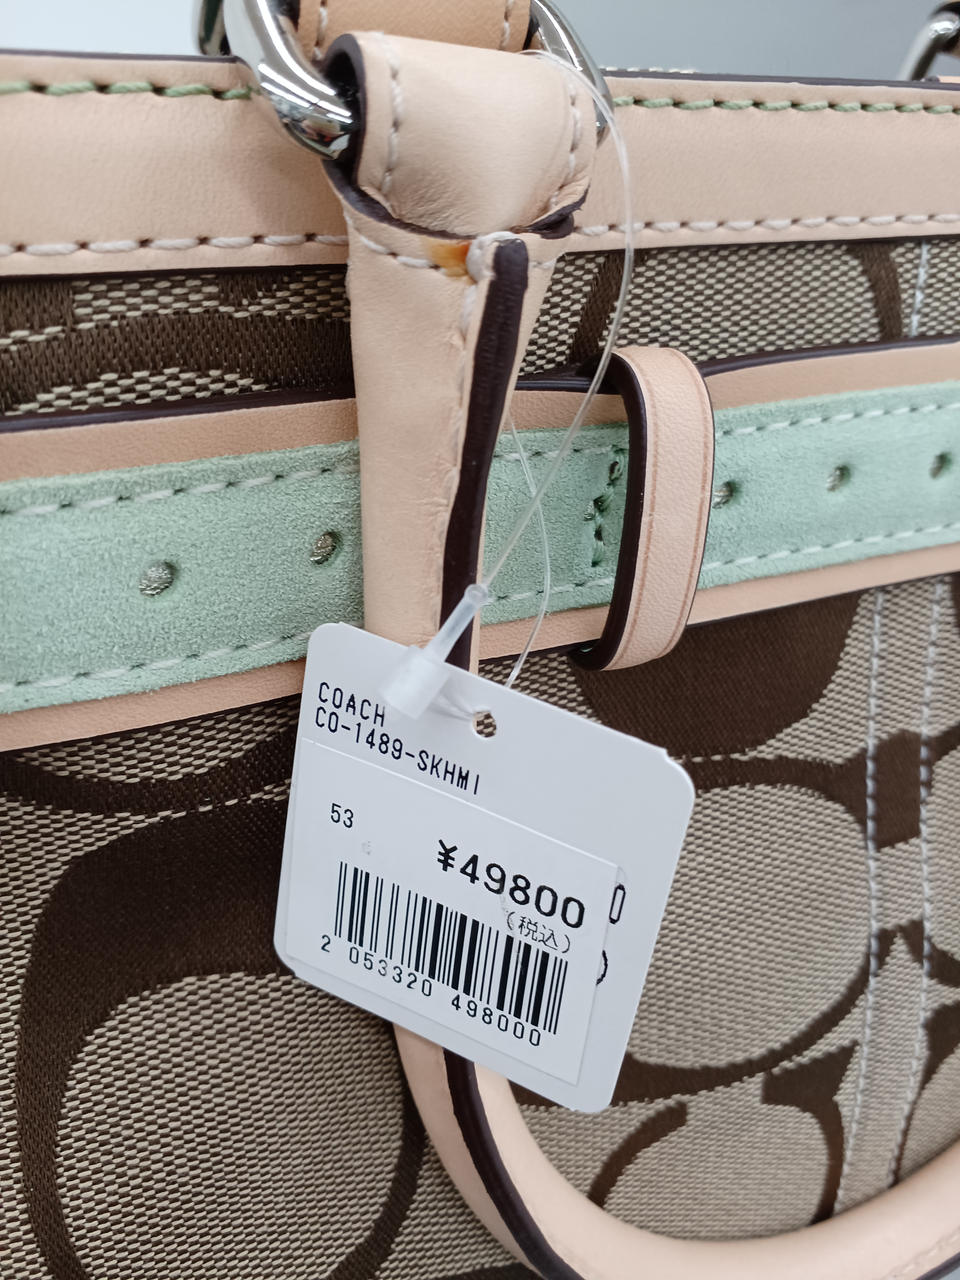 COACH
CO-1489-SKHMI
53
¥49800
(税込)
2 053320 498000